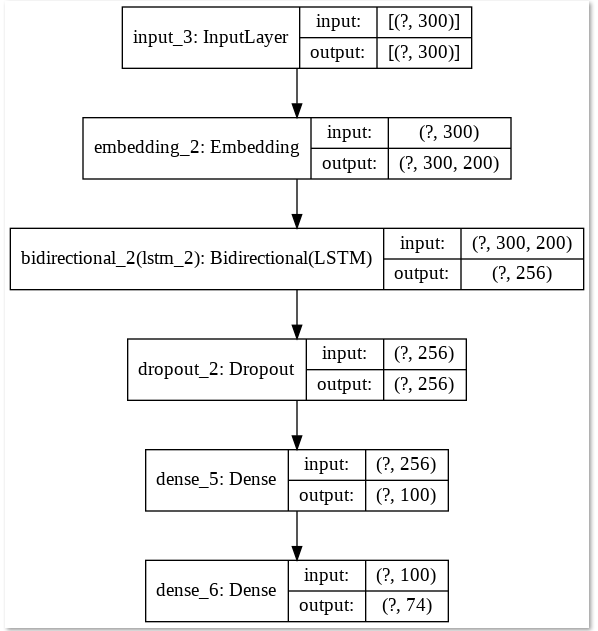 input_3: InputLayer
input:
[(?, 300)]
output:
[(?, 300)]
embedding_2: Embedding
input:
(?, 300)
output:
(?, 300, 200)
bidirectional_2(lstm_2): Bidirectional(LSTM)
input:
(?, 300, 200)
output:
(?, 256)
dropout_2: Dropout
input:
(?, 256)
output:
(?, 256)
dense_5: Dense
input:
(?, 256)
output:
(?, 100)
dense_6: Dense
input:
(?, 100)
output:
(?, 74)